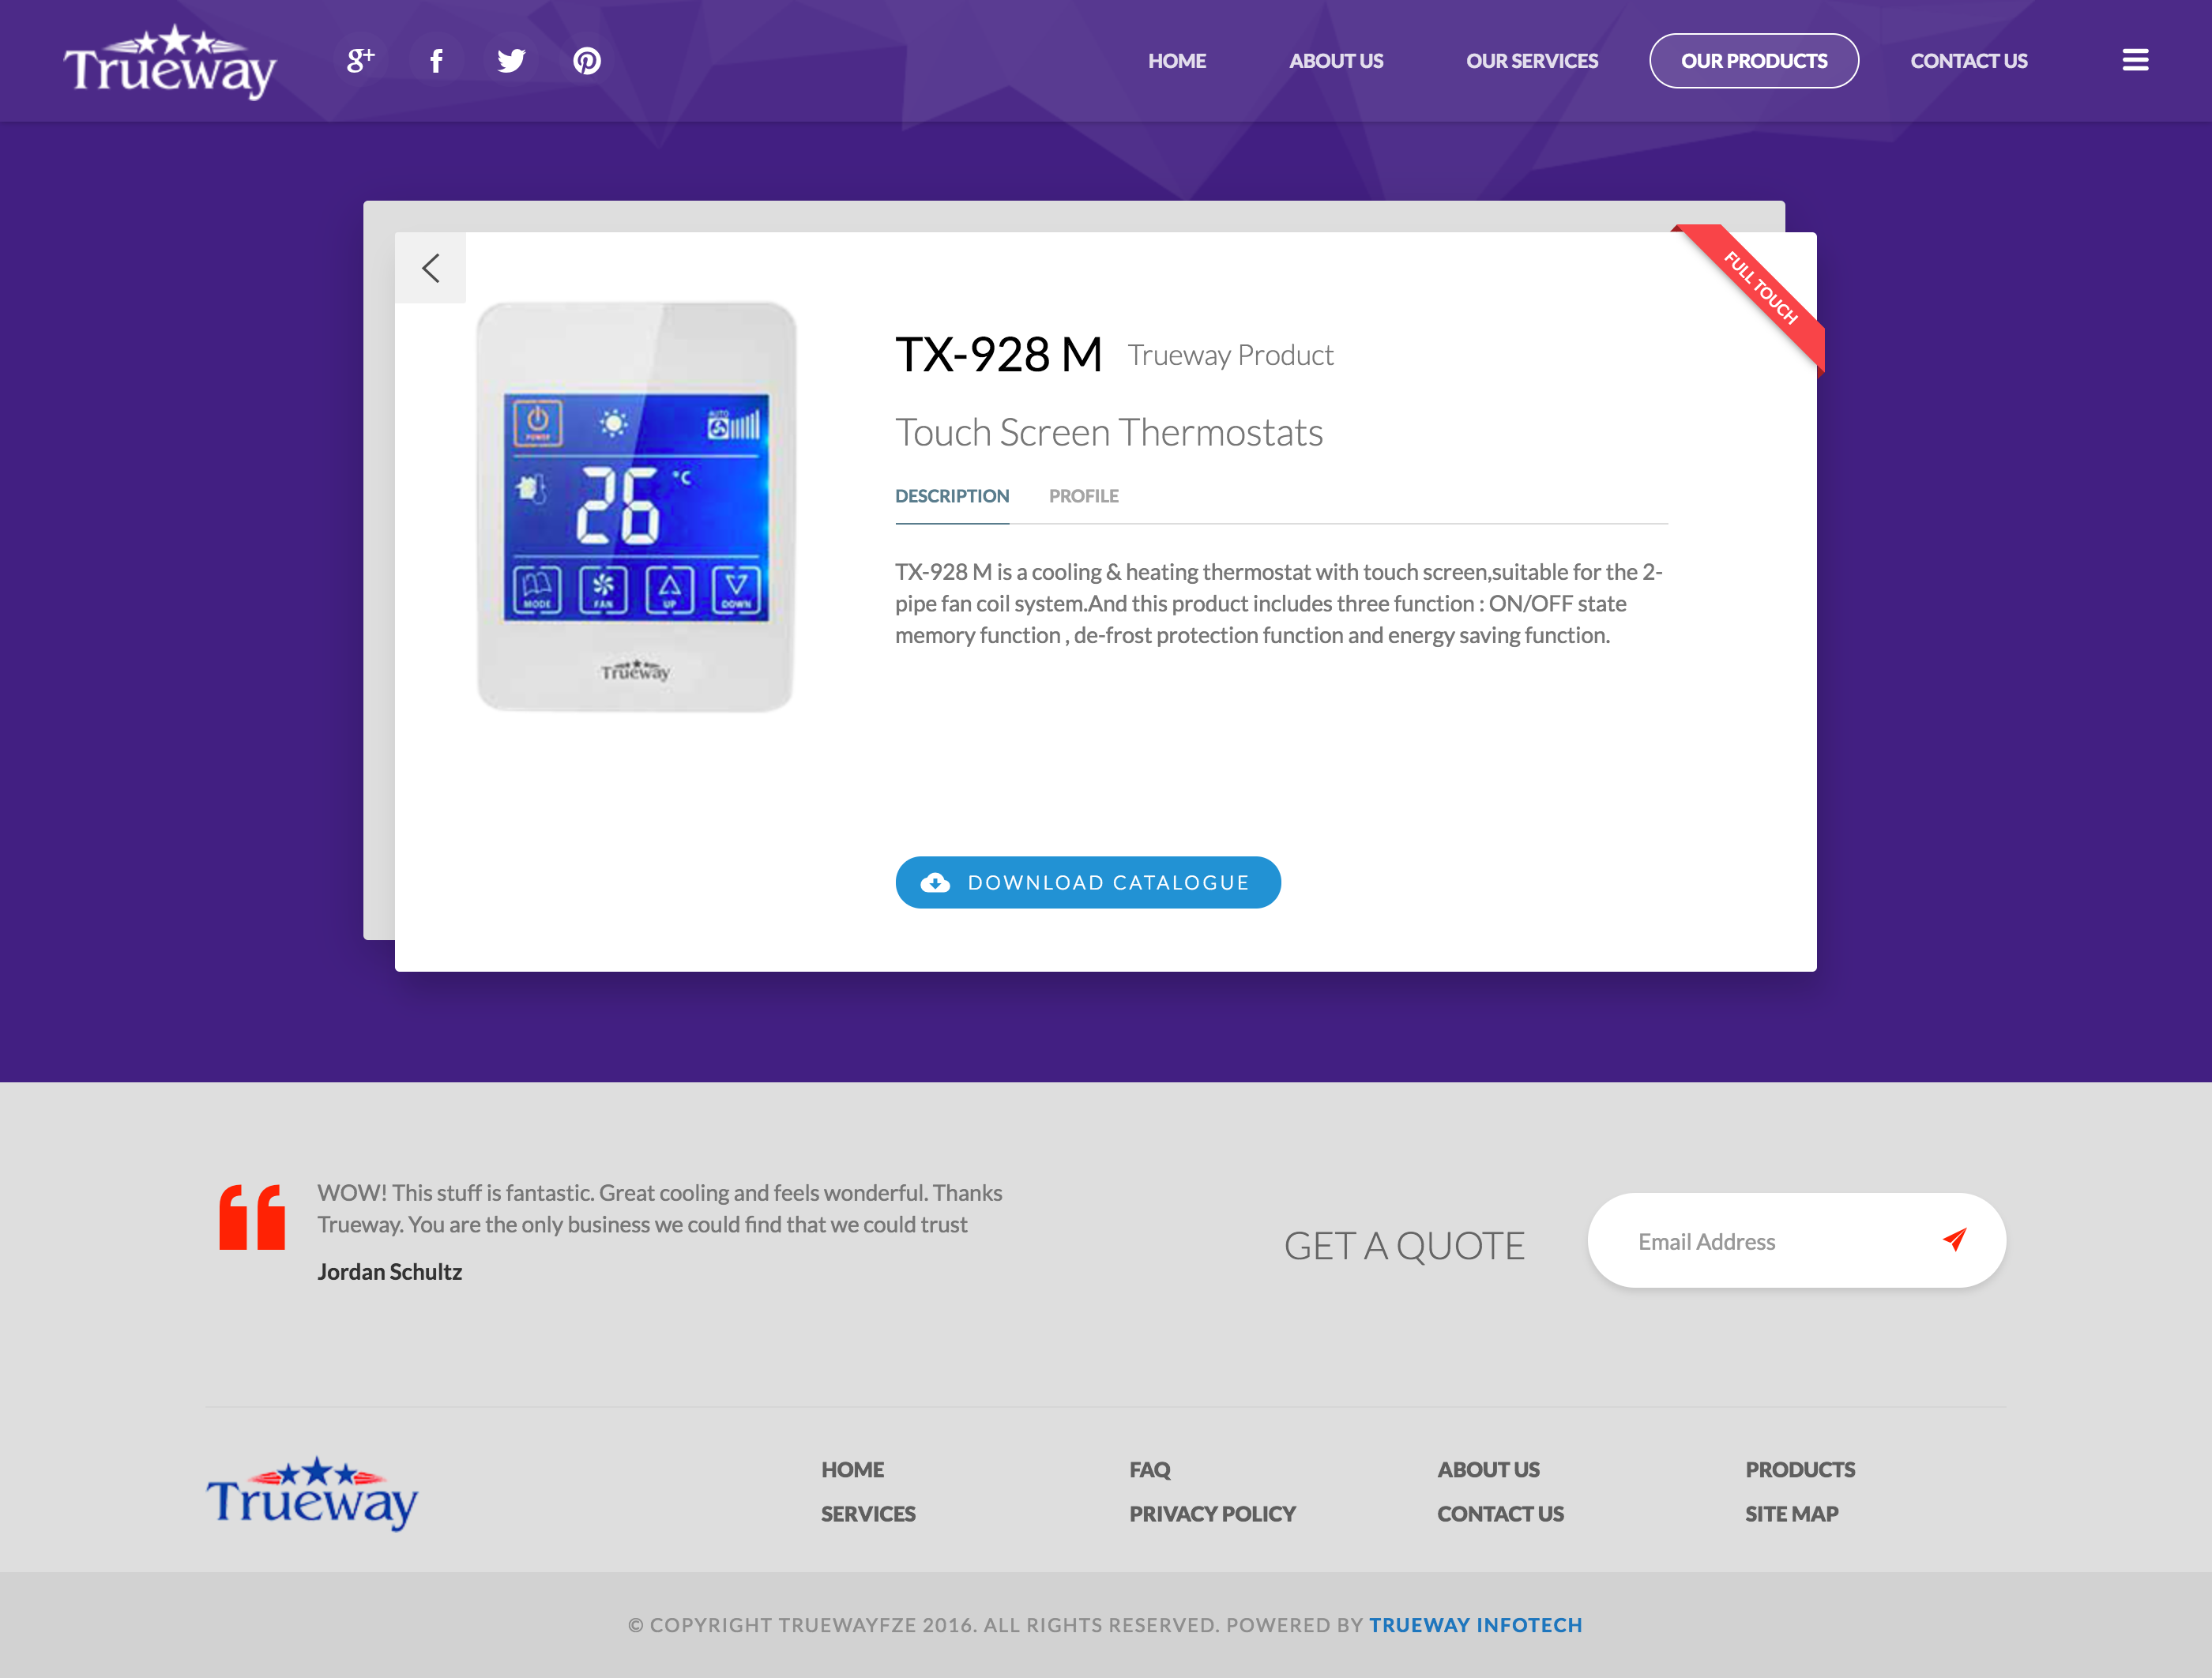 Trueway
g+
HOME
ABOUT US
OUR SERVICES
OUR PRODUCTS
CONTACT US
FULL TOUCH
POWER
AUTO
26 °C
MODE
FAN
UP
DOWN
Trueway
TX-928 M Trueway Product
Touch Screen Thermostats
DESCRIPTION
PROFILE
TX-928 M is a cooling & heating thermostat with touch screen,suitable for the 2-
pipe fan coil system.And this product includes three function : ON/OFF state
memory function , de-frost protection function and energy saving function.
DOWNLOAD CATALOGUE
WOW! This stuff is fantastic. Great cooling and feels wonderful. Thanks
Trueway. You are the only business we could find that we could trust
Jordan Schultz
GET A QUOTE
Email Address
Trueway
HOME
FAQ
ABOUT US
PRODUCTS
SERVICES
PRIVACY POLICY
CONTACT US
SITE MAP
© COPYRIGHT TRUEWAYFZE 2016. ALL RIGHTS RESERVED. POWERED BY TRUEWAY INFOTECH